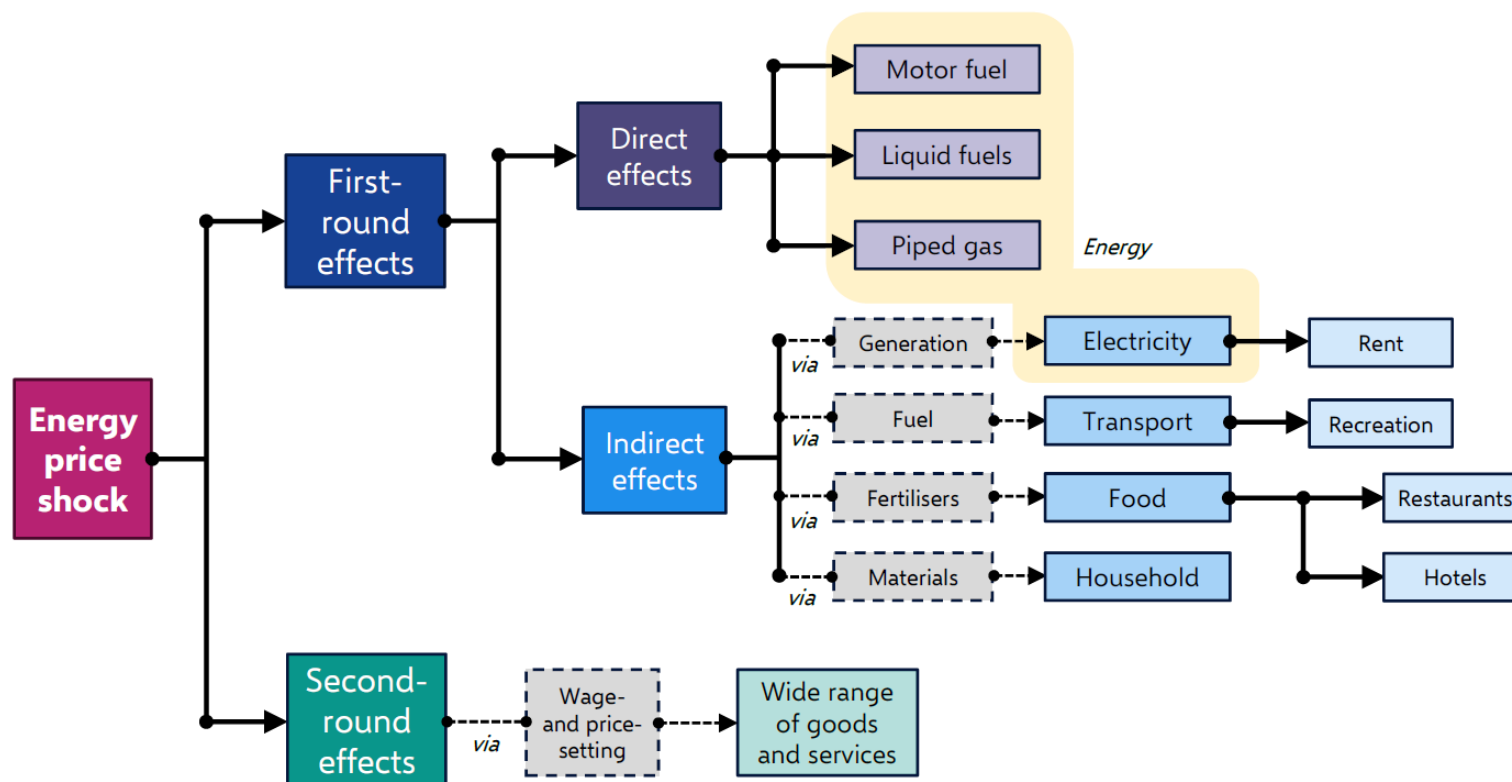 Motor fuel
Direct
effects
Liquid fuels
First-
round
effects
Piped gas
Energy
via
Generation
Electricity
Rent
Energy
price
shock
Indirect
effects
via
Fuel
Transport
Recreation
via
Fertilisers
Food
Restaurants
via
Materials
Household
Hotels
Second-
round
effects
via
Wage-
and price-
setting
Wide range
of goods
and services